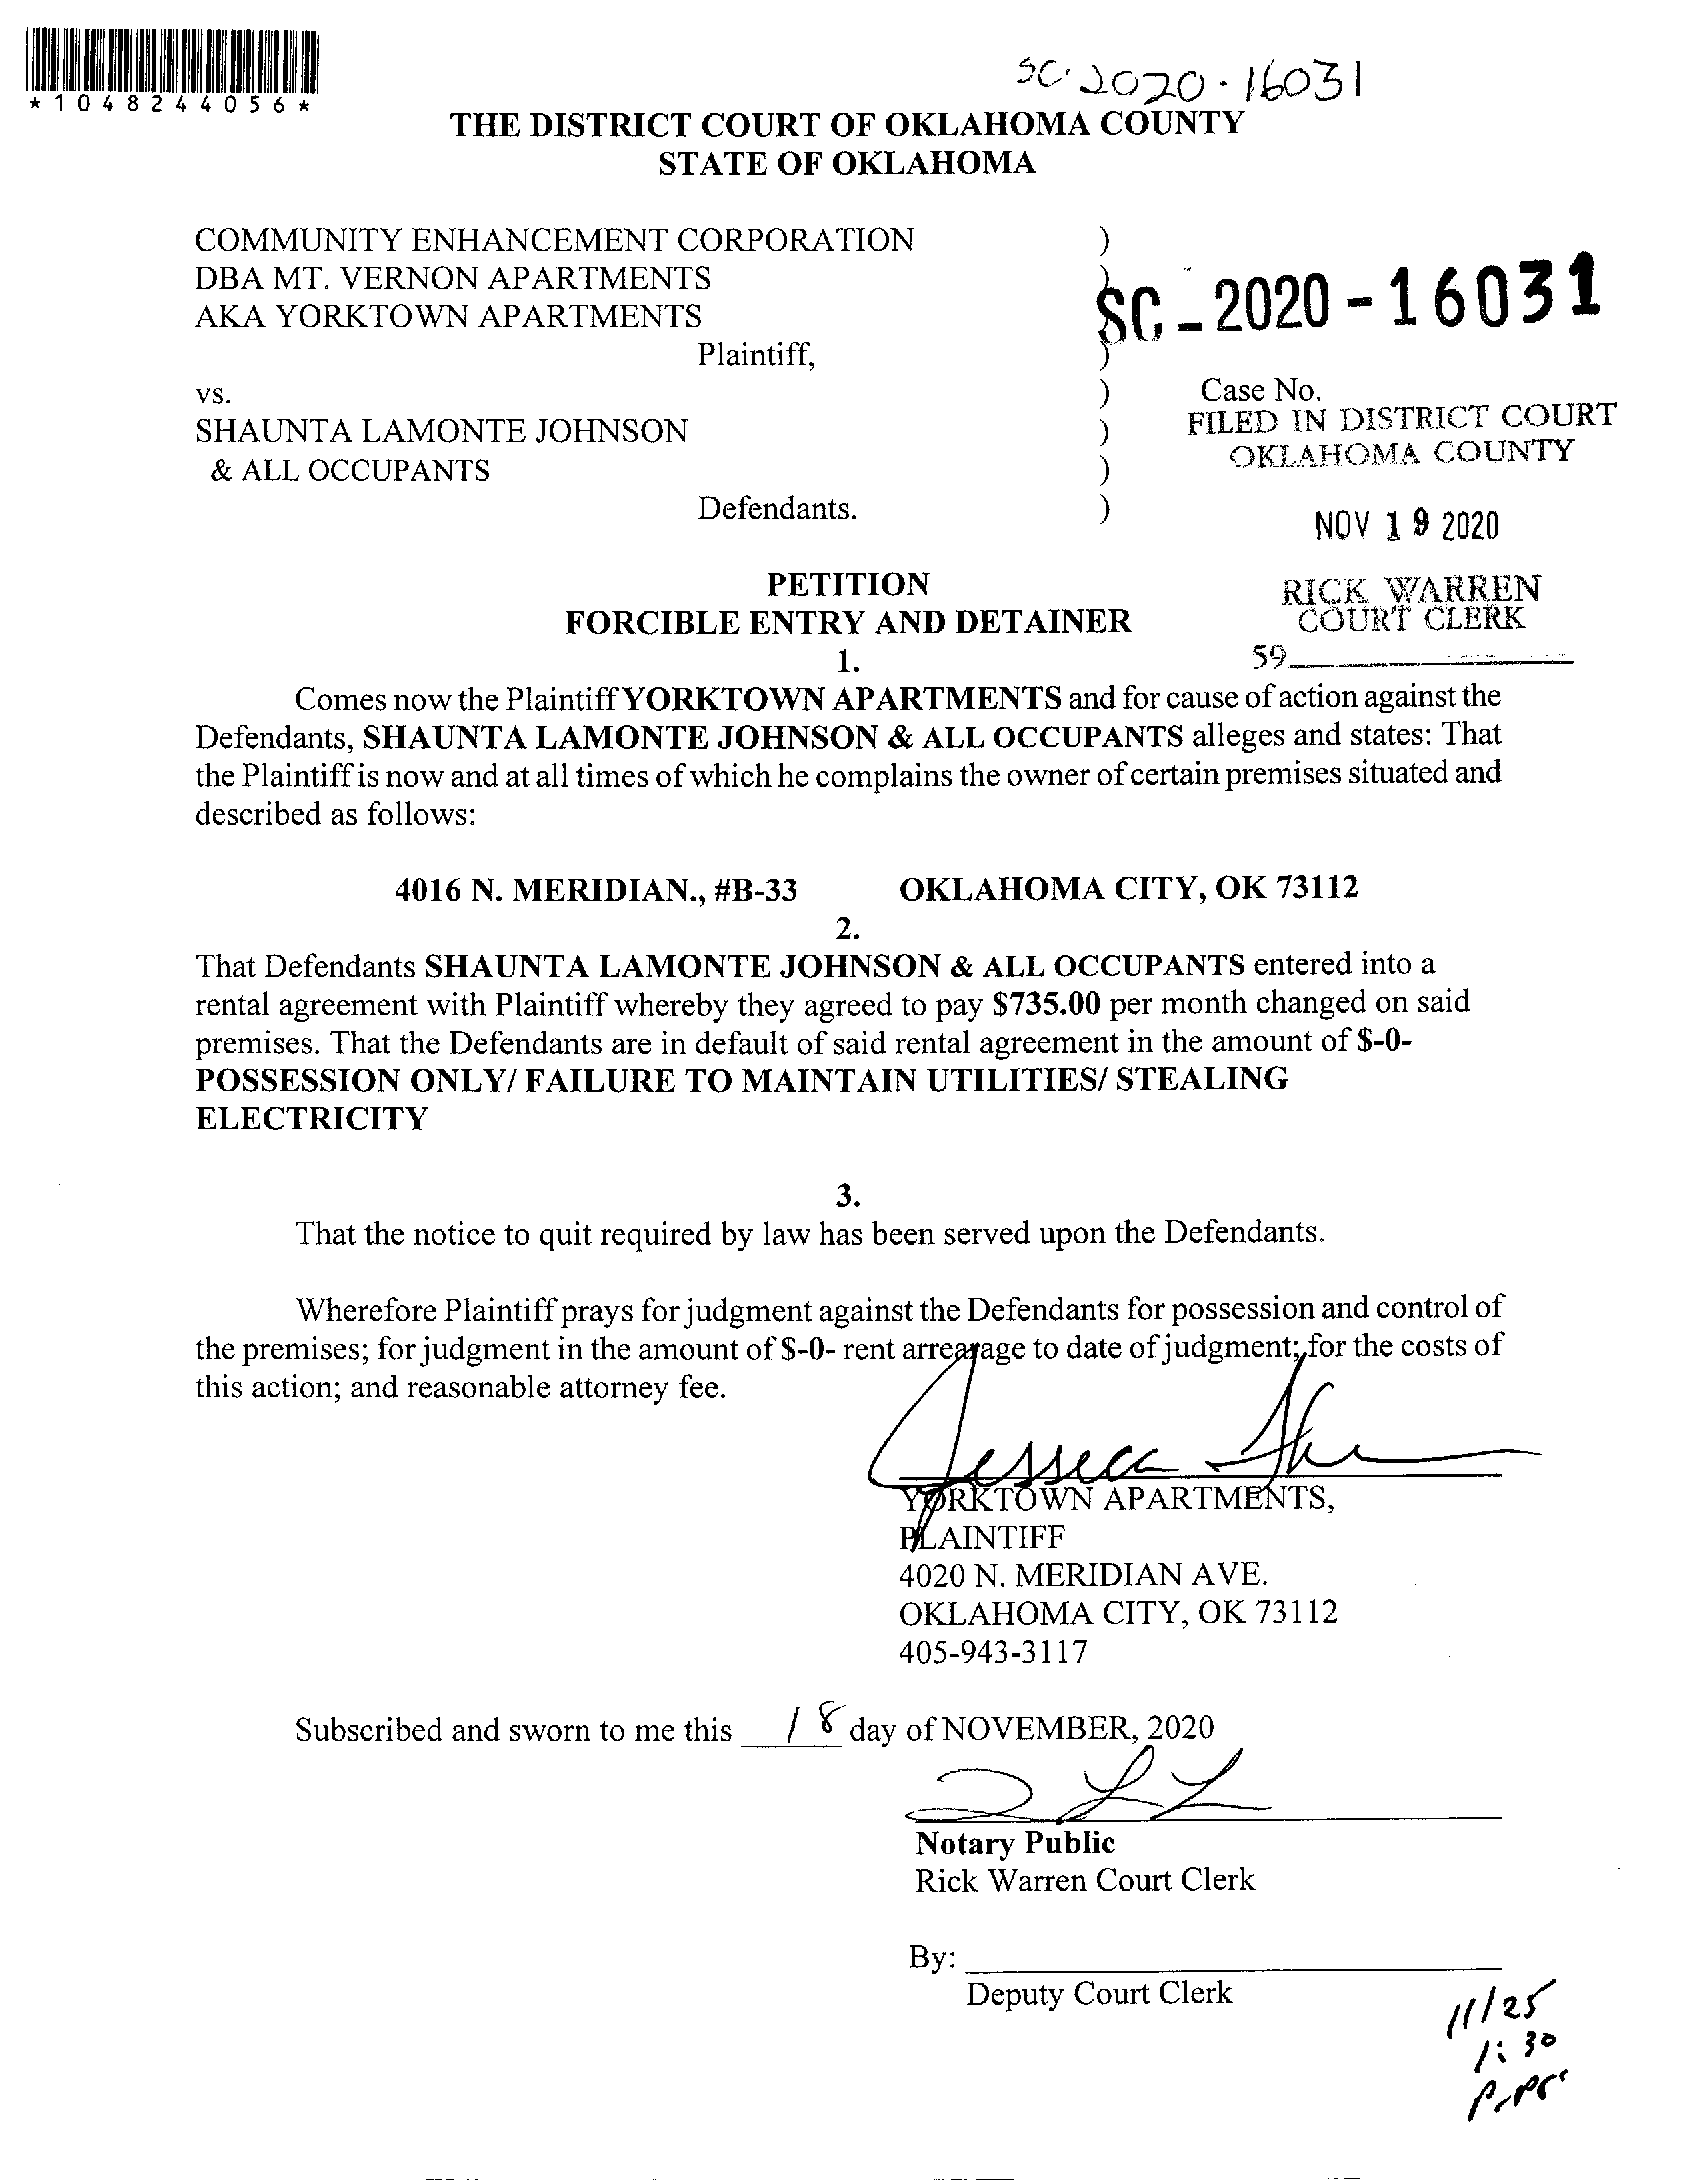 SC-2020-16031
*1048244056*
THE DISTRICT COURT OF OKLAHOMA COUNTY
STATE OF OKLAHOMA
COMMUNITY ENHANCEMENT CORPORATION )
DBA MT. VERNON APARTMENTS )
AKA YORKTOWN APARTMENTS )
SC-2020-16031
Plaintiff, )
vs. ) Case No.
SHAUNTA LAMONTE JOHNSON )
FILED IN DISTRICT COURT
& ALL OCCUPANTS )
OKLAHOMA COUNTY
Defendants. )
NOV 19 2020
PETITION
RICK WARREN
FORCIBLE ENTRY AND DETAINER
COURT CLERK
1.
59
Comes now the Plaintiff YORKTOWN APARTMENTS and for cause of action against the
Defendants, SHAUNTA LAMONTE JOHNSON & ALL OCCUPANTS alleges and states: That
the Plaintiff is now and at all times of which he complains the owner of certain premises situated and
described as follows:
4016 N. MERIDIAN., #B-33 OKLAHOMA CITY, OK 73112
2.
That Defendants SHAUNTA LAMONTE JOHNSON & ALL OCCUPANTS entered into a
rental agreement with Plaintiff whereby they agreed to pay $735.00 per month changed on said
premises. That the Defendants are in default of said rental agreement in the amount of $-0-
POSSESSION ONLY/ FAILURE TO MAINTAIN UTILITIES/ STEALING
ELECTRICITY
3.
That the notice to quit required by law has been served upon the Defendants.
Wherefore Plaintiff prays for judgment against the Defendants for possession and control of
the premises; for judgment in the amount of $-0- rent arrearage to date of judgment; for the costs of
this action; and reasonable attorney fee.
Jessica
YORKTOWN APARTMENTS,
PLAINTIFF
4020 N. MERIDIAN AVE.
OKLAHOMA CITY, OK 73112
405-943-3117
Subscribed and sworn to me this 18 day of NOVEMBER, 2020
Notary Public
Rick Warren Court Clerk
By:
Deputy Court Clerk
11/25
1:30